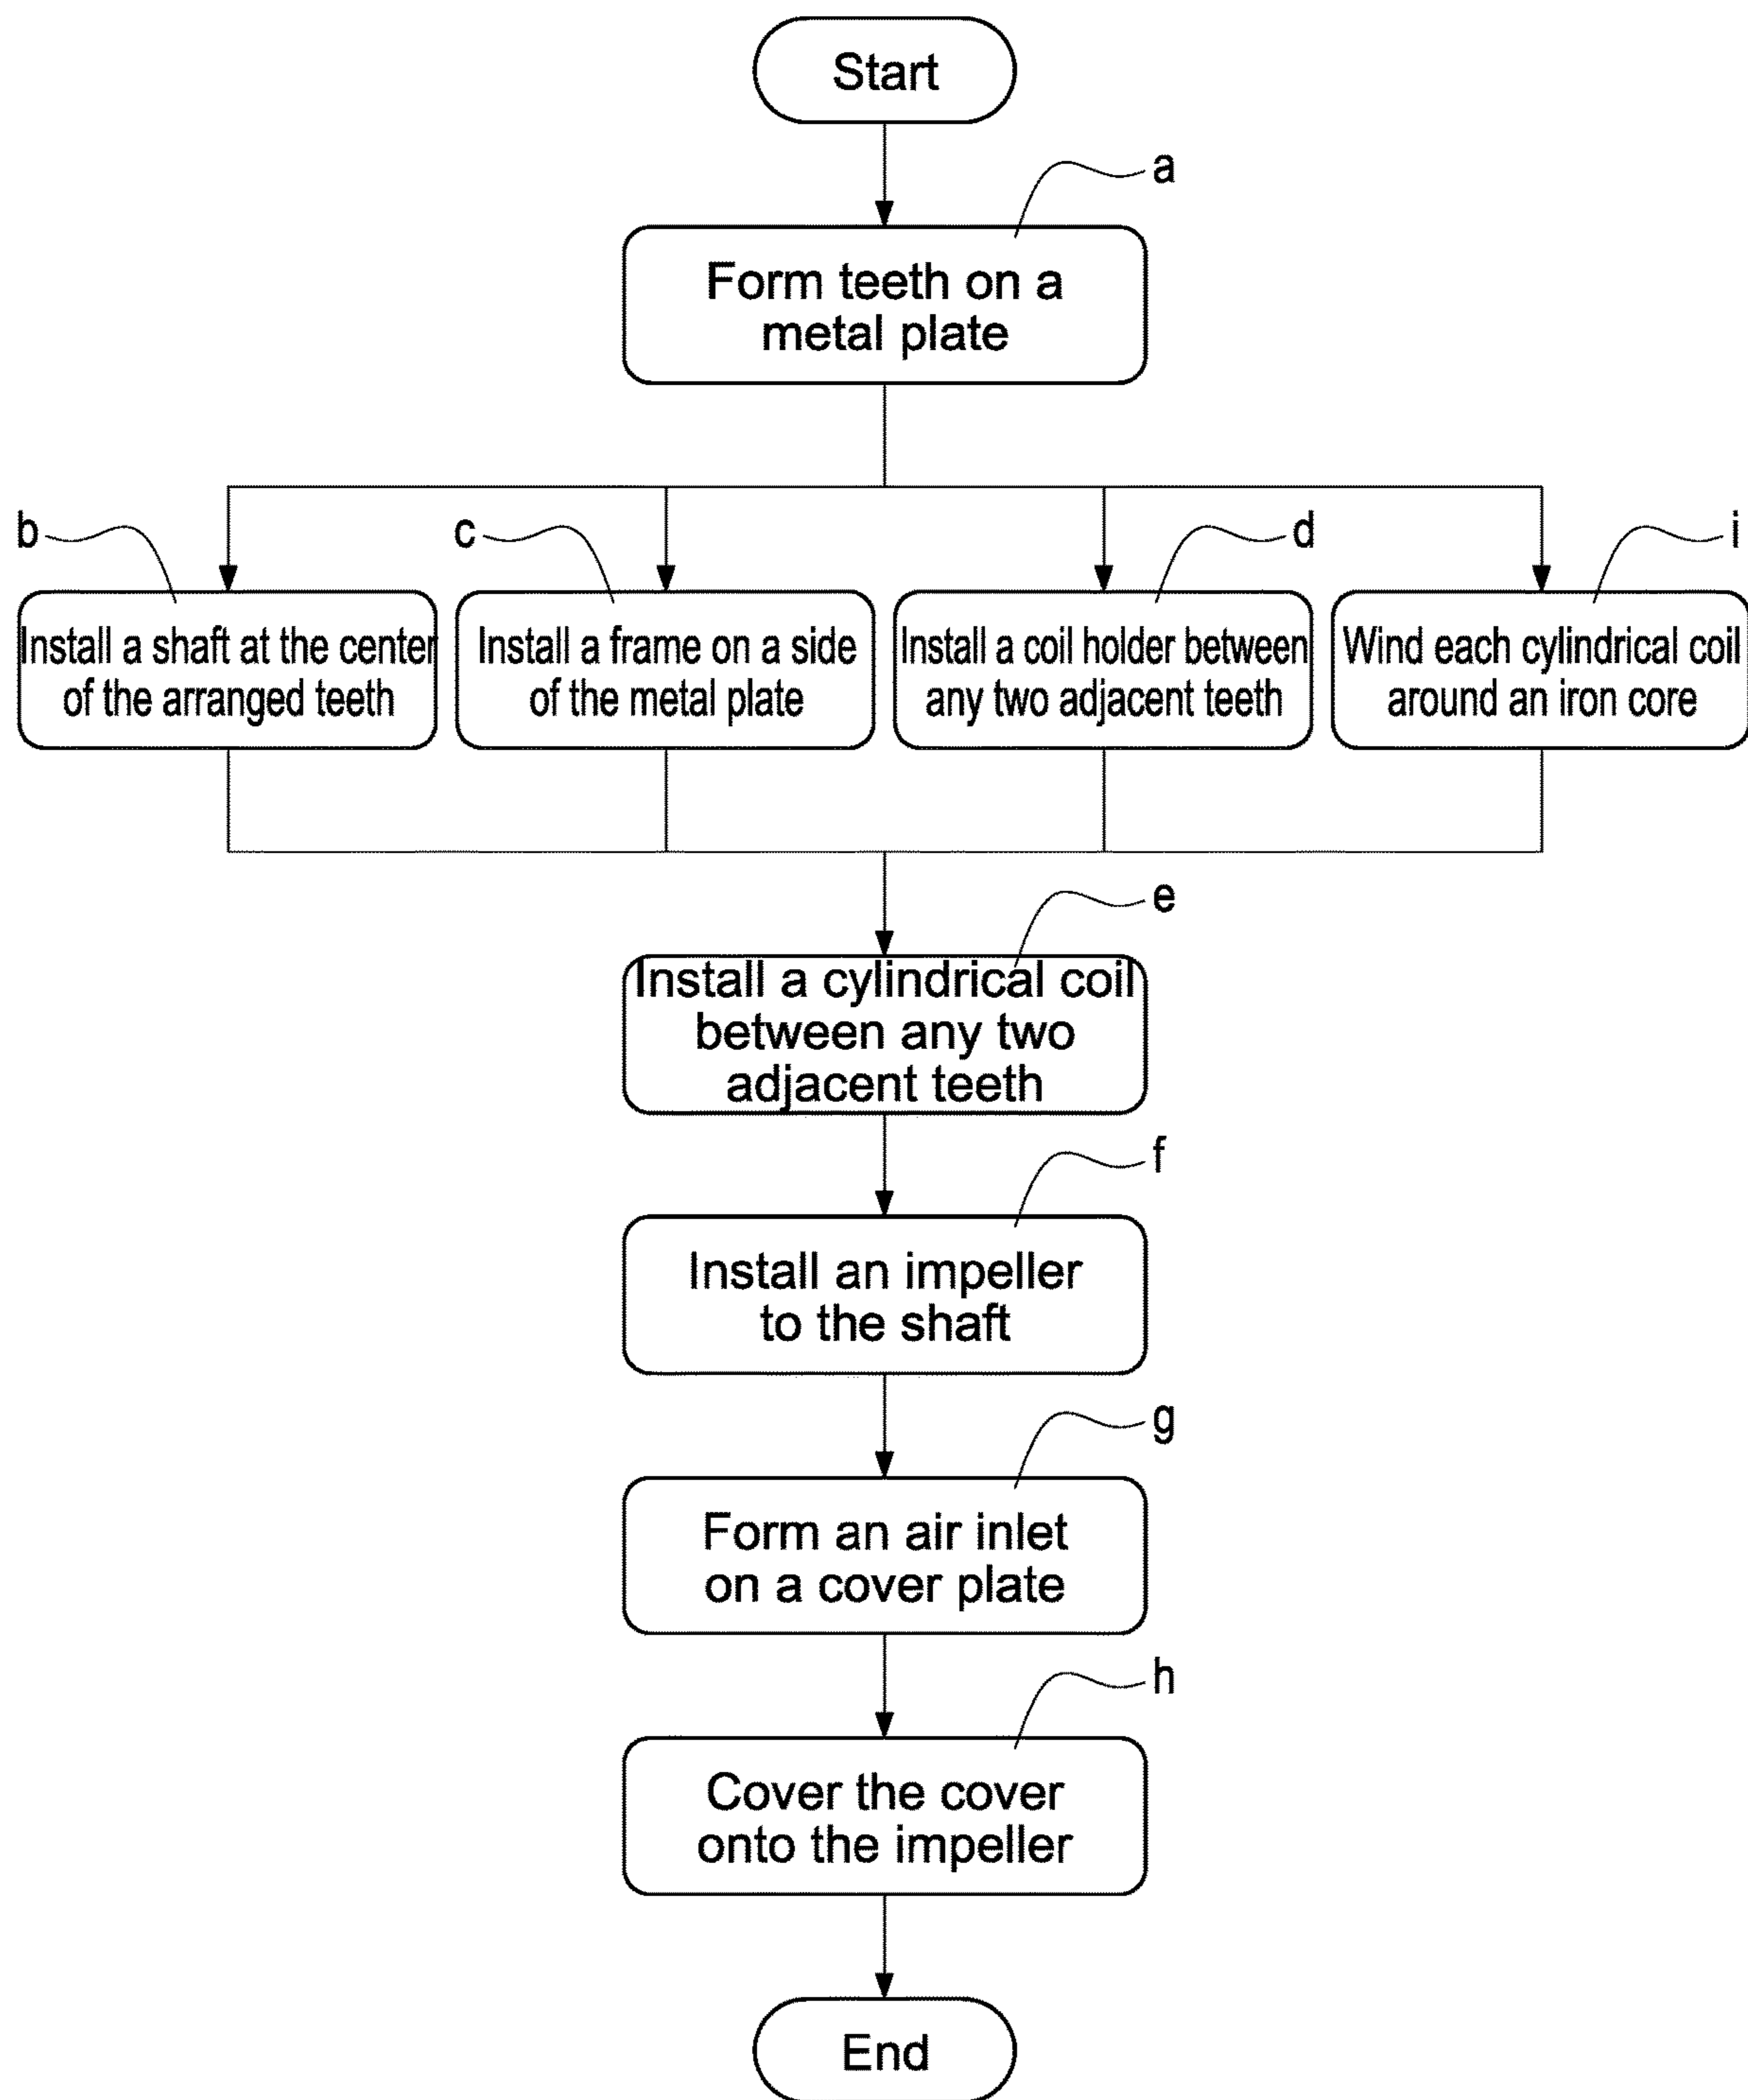 Start
a
Form teeth on a
metal plate
b
c
d
i
Install a shaft at the center
of the arranged teeth
Install a frame on a side
of the metal plate
Install a coil holder between
any two adjacent teeth
Wind each cylindrical coil
around an iron core
e
Install a cylindrical coil
between any two
adjacent teeth
f
Install an impeller
to the shaft
g
Form an air inlet
on a cover plate
h
Cover the cover
onto the impeller
End